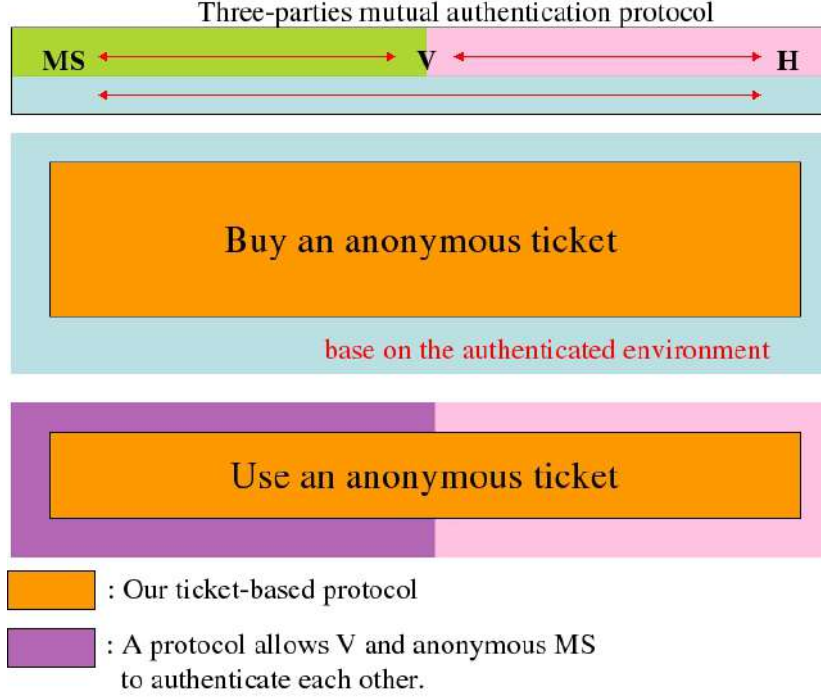 Three-parties mutual authentication protocol
MS V H
Buy an anonymous ticket
base on the authenticated environment
Use an anonymous ticket
: Our ticket-based protocol
: A protocol allows V and anonymous MS
to authenticate each other.